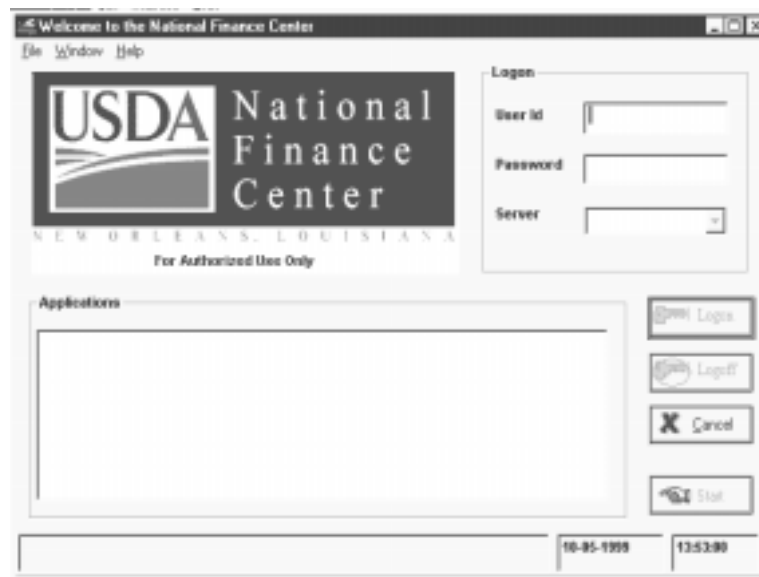 Welcome to the National Finance Center
File Window Help
USDA National Finance Center
NEW ORLEANS, LOUISIANA
For Authorized Use Only
Logon
User Id
Password
Server
Applications
Logon
Logoff
Cancel
Start
10-05-1999 13:53:00